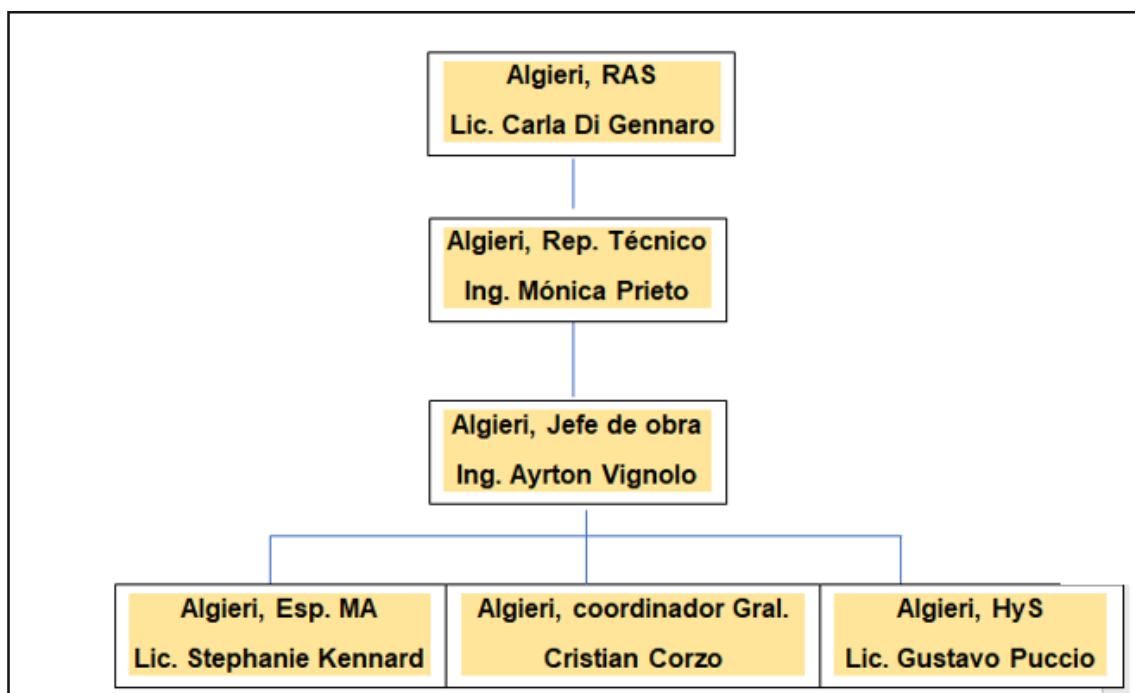 Algieri, RAS
Lic. Carla Di Gennaro
Algieri, Rep. Técnico
Ing. Mónica Prieto
Algieri, Jefe de obra
Ing. Ayrton Vignolo
Algieri, Esp. MA
Lic. Stephanie Kennard
Algieri, coordinador Gral.
Cristian Corzo
Algieri, HyS
Lic. Gustavo Puccio